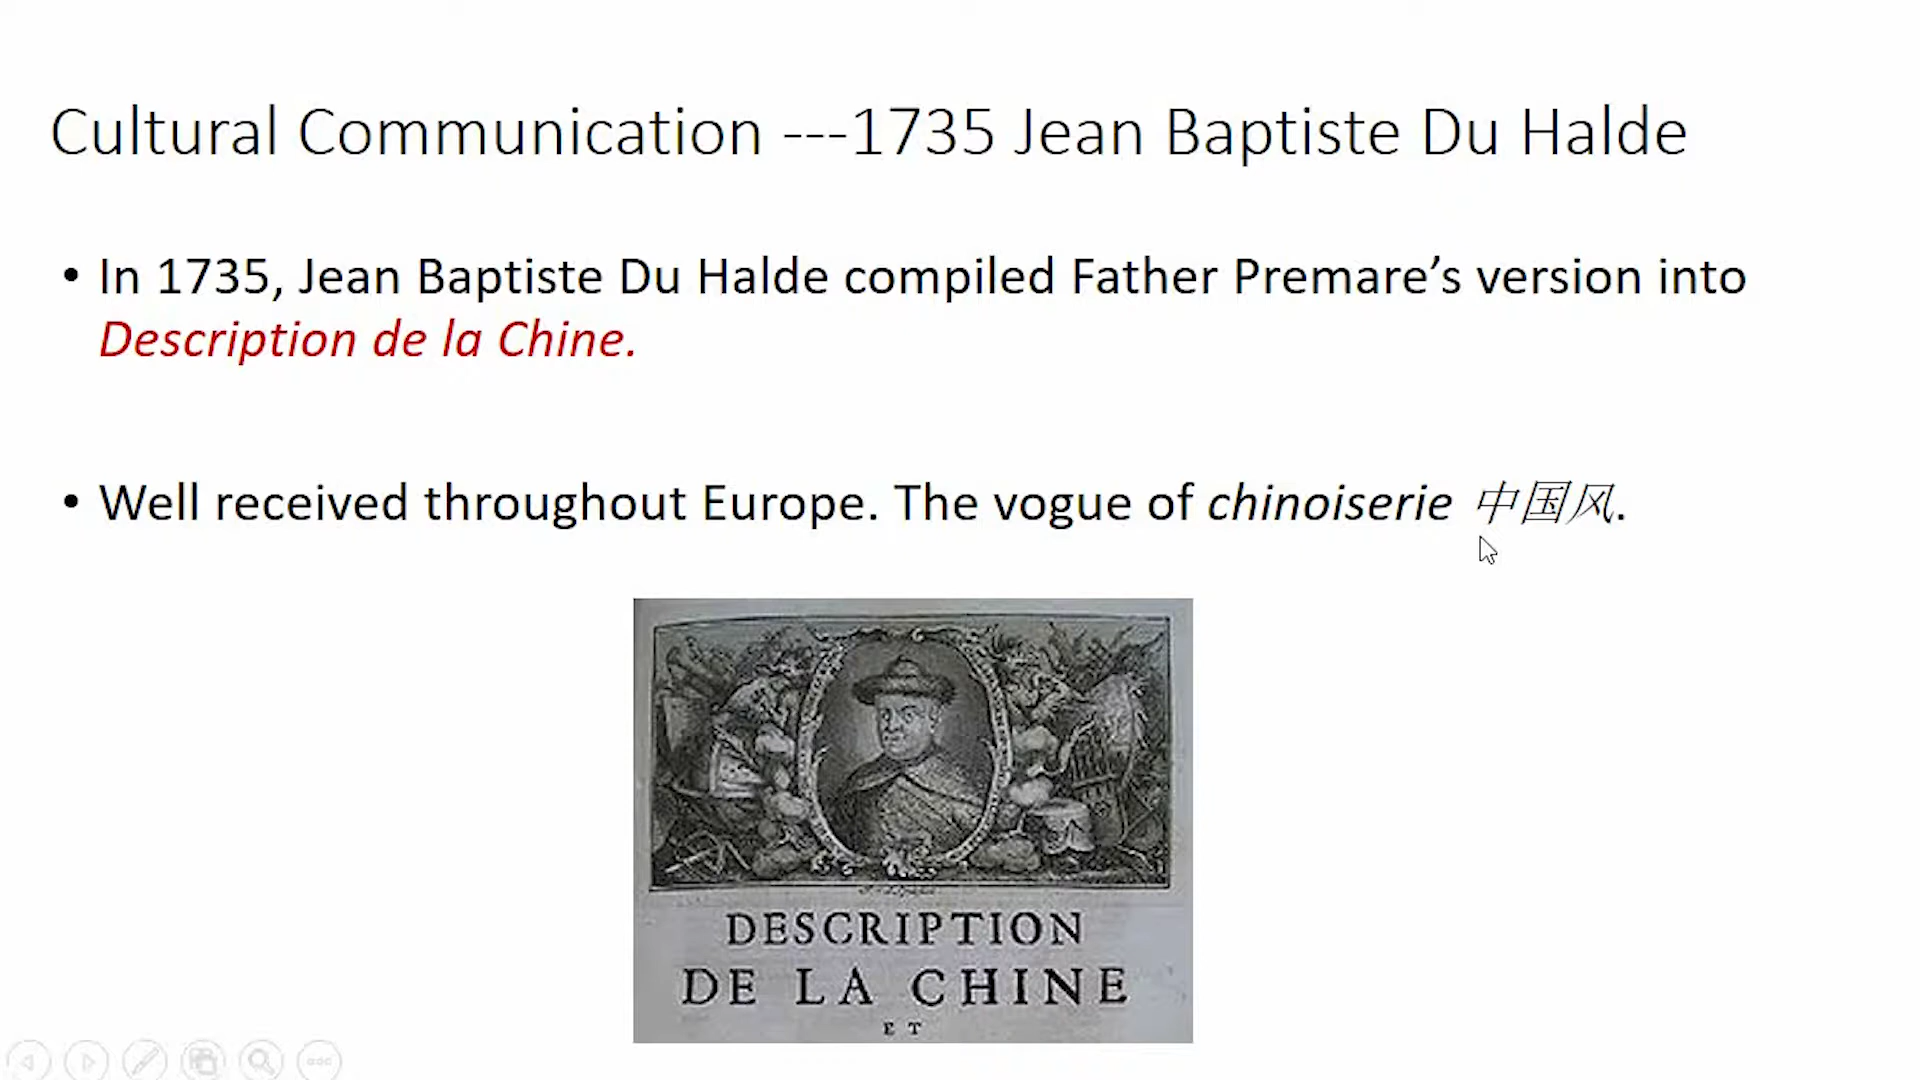 Cultural Communication ---1735 Jean Baptiste Du Halde
• In 1735, Jean Baptiste Du Halde compiled Father Premare’s version into
Description de la Chine.
• Well received throughout Europe. The vogue of chinoiserie 中国风.
DESCRIPTION
DE LA CHINE
ET